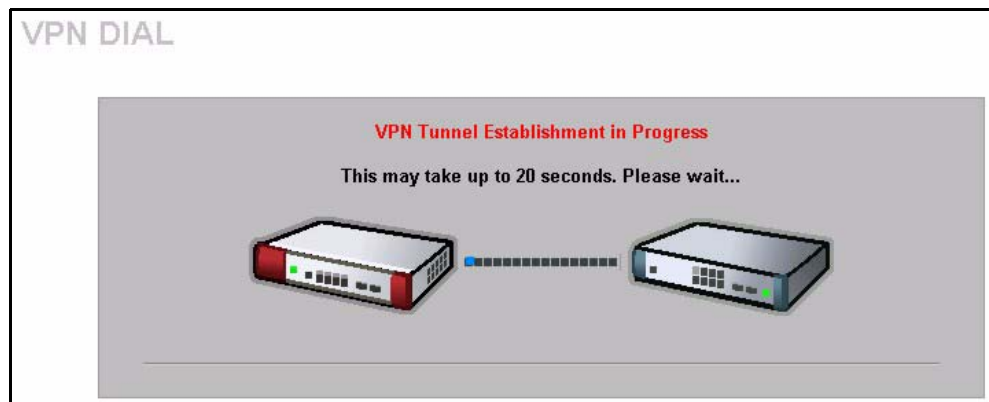 VPN DIAL
VPN Tunnel Establishment in Progress
This may take up to 20 seconds. Please wait...